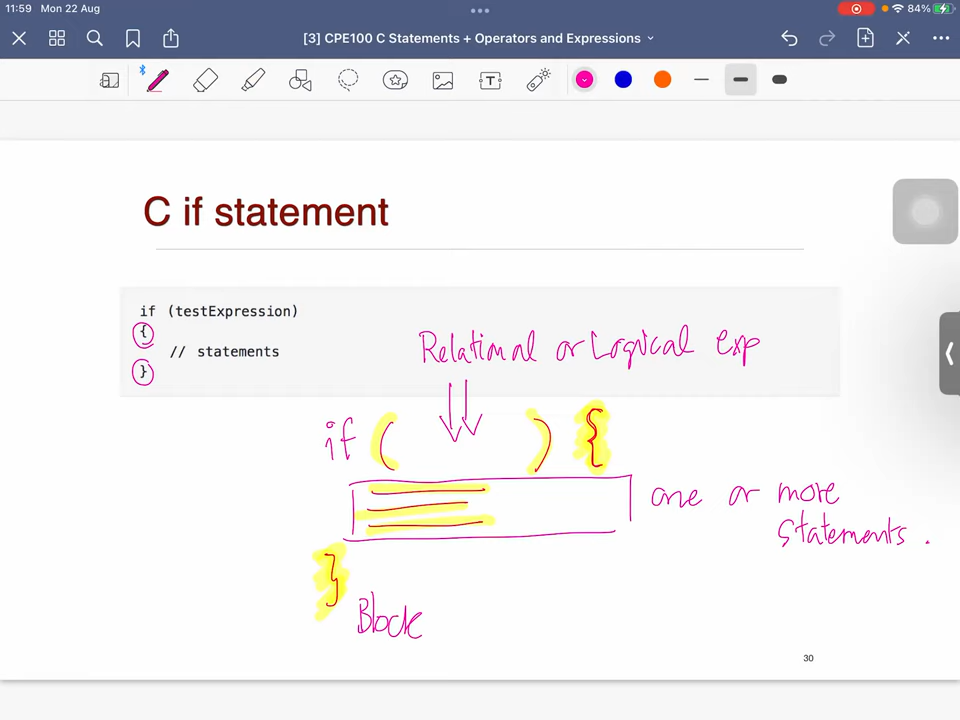 11:59 Mon 22 Aug
84%
[3] CPE100 C Statements + Operators and Expressions
T
C if statement
if (testExpression)
{
// statements
}
Relational or Logical exp
if ( ) {
one or more
statements.
}
Block
30